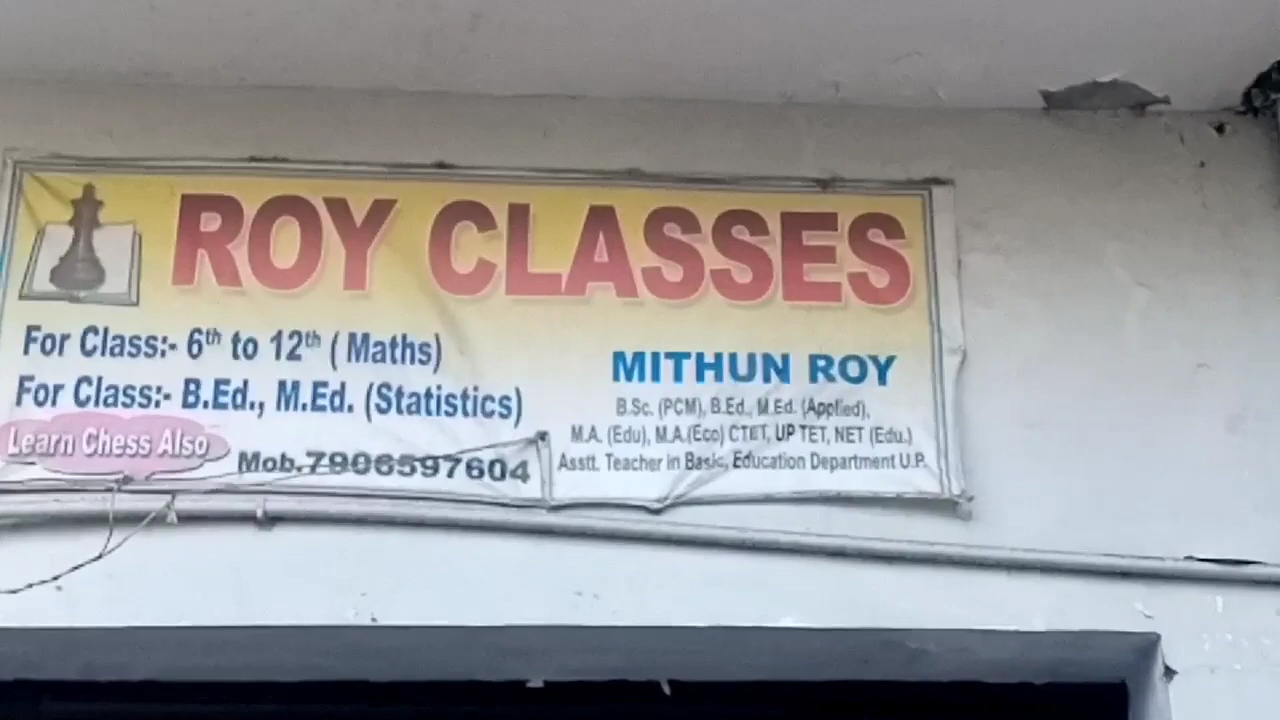 ROY CLASSES
For Class:- 6th to 12th ( Maths)
For Class:- B.Ed., M.Ed. (Statistics)
Learn Chess Also
Mob.7906597604
MITHUN ROY
B.Sc. (PCM), B.Ed., M.Ed. (Applied),
M.A. (Edu), M.A.(Eco) CTET, UP TET, NET (Edu.)
Asstt. Teacher in Basic, Education Department U.P.